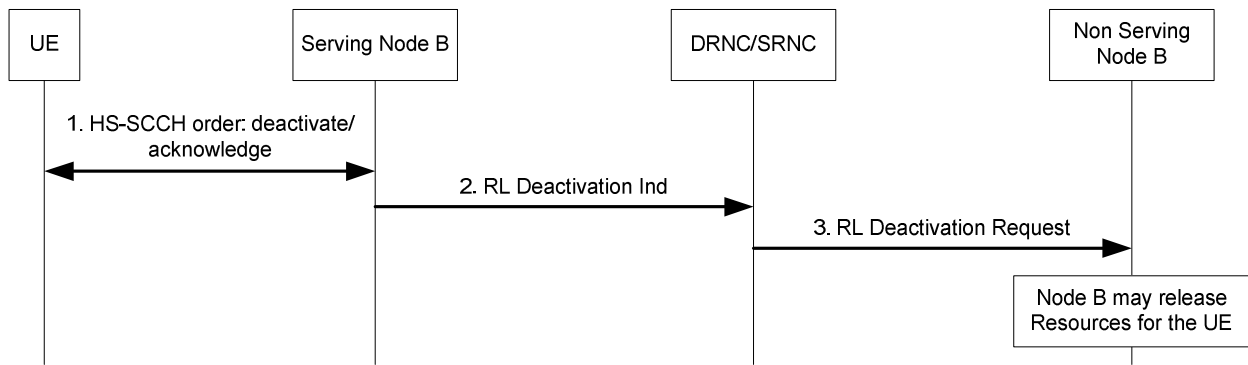 UE
Serving Node B
DRNC/SRNC
Non Serving
Node B
1. HS-SCCH order: deactivate/
acknowledge
2. RL Deactivation Ind
3. RL Deactivation Request
Node B may release
Resources for the UE